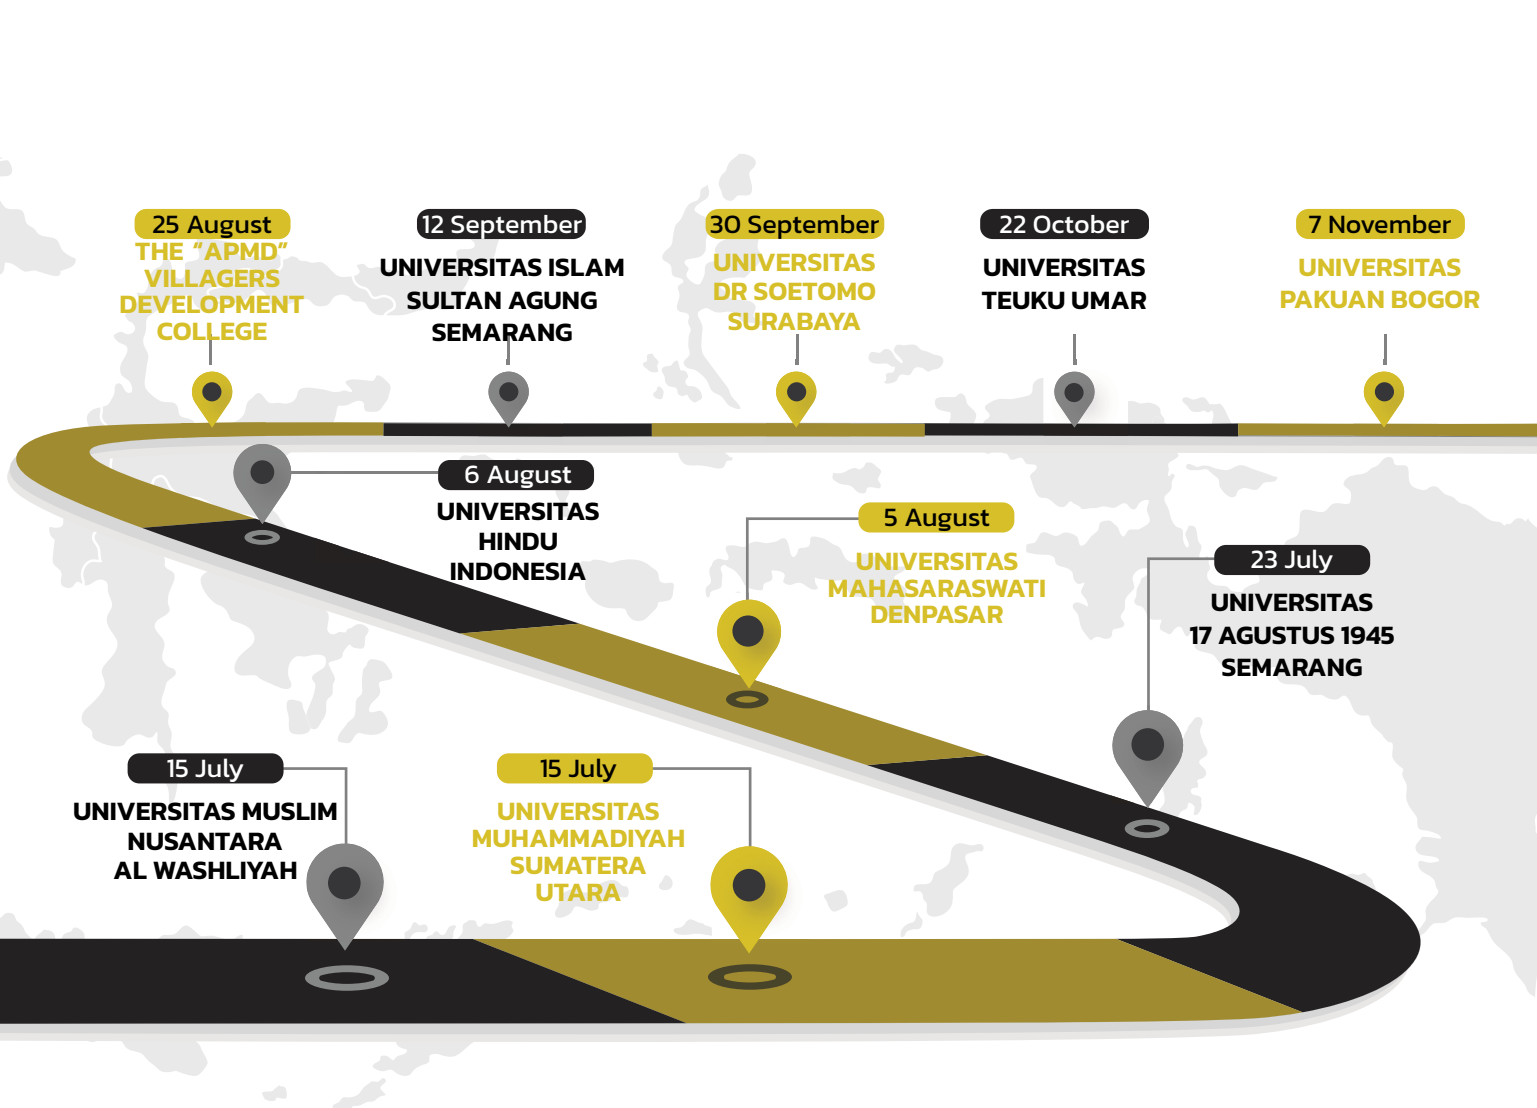 25 August
THE “APMD”
VILLAGERS
DEVELOPMENT
COLLEGE
12 September
UNIVERSITAS ISLAM
SULTAN AGUNG
SEMARANG
30 September
UNIVERSITAS
DR SOETOMO
SURABAYA
22 October
UNIVERSITAS
TEUKU UMAR
7 November
UNIVERSITAS
PAKUAN BOGOR
6 August
UNIVERSITAS
HINDU
INDONESIA
5 August
UNIVERSITAS
MAHASARASWATI
DENPASAR
23 July
UNIVERSITAS
17 AGUSTUS 1945
SEMARANG
15 July
UNIVERSITAS MUSLIM
NUSANTARA
AL WASHLIYAH
15 July
UNIVERSITAS
MUHAMMADIYAH
SUMATERA
UTARA